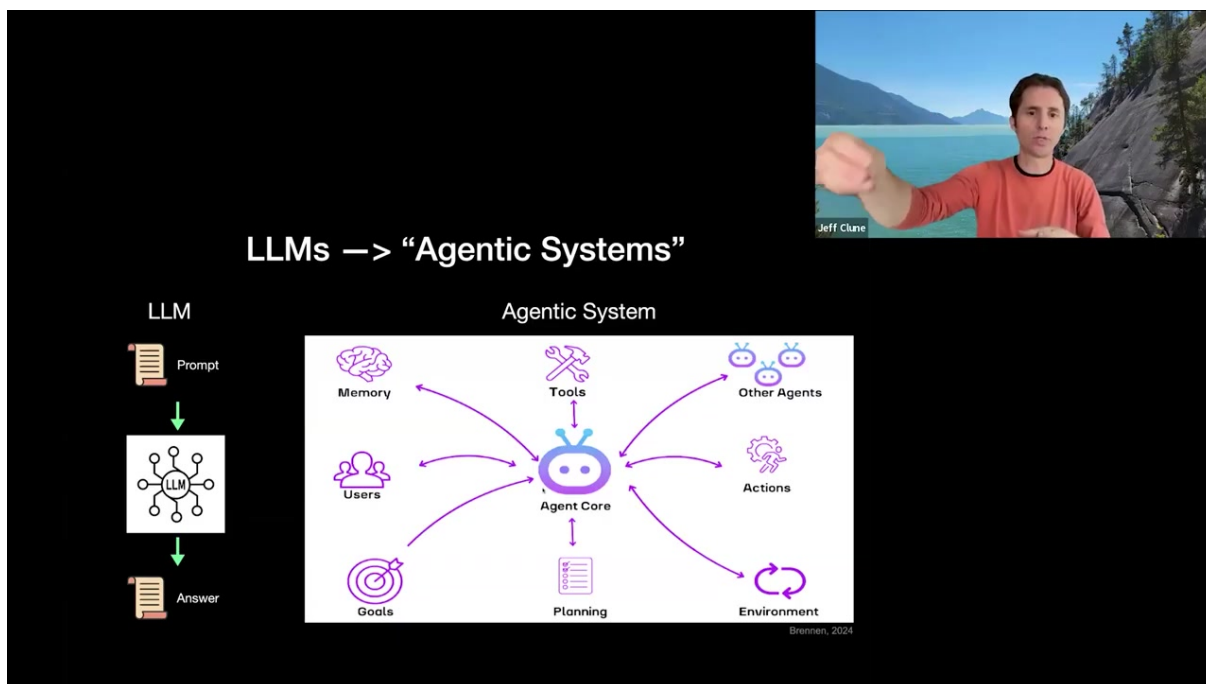 Jeff Clune
LLMs —> “Agentic Systems”
LLM
Prompt
LLM
Answer
Agentic System
Memory
Tools
Other Agents
Users
Agent Core
Actions
Goals
Planning
Environment
Brennen, 2024